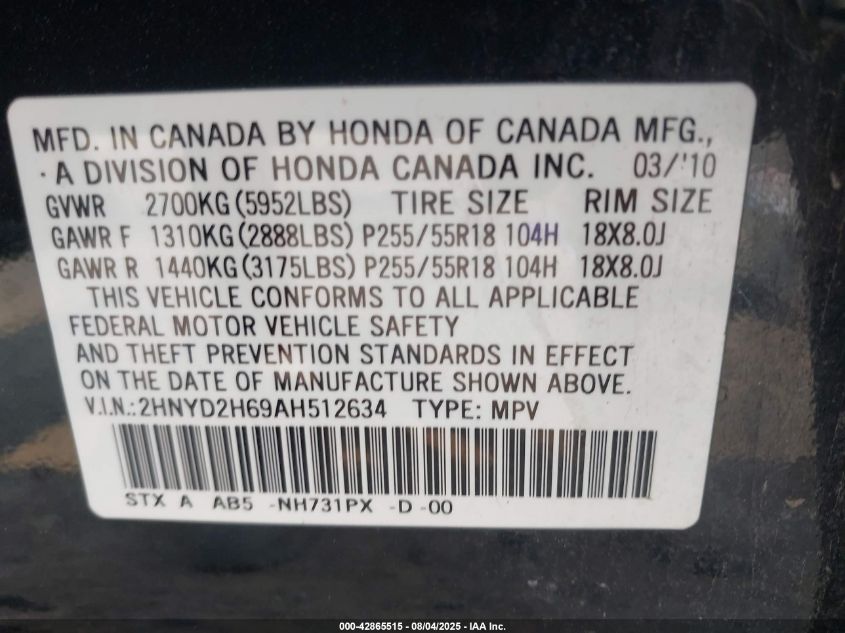 MFD. IN CANADA BY HONDA OF CANADA MFG.,
· A DIVISION OF HONDA CANADA INC. 03/'10
GVWR 2700KG(5952LBS) TIRE SIZE RIM SIZE
GAWR F 1310KG(2888LBS) P255/55R18 104H 18X8.0J
GAWR R 1440KG(3175LBS) P255/55R18 104H 18X8.0J
THIS VEHICLE CONFORMS TO ALL APPLICABLE
FEDERAL MOTOR VEHICLE SAFETY
AND THEFT PREVENTION STANDARDS IN EFFECT
ON THE DATE OF MANUFACTURE SHOWN ABOVE.
V.I.N.:2HNYD2H69AH512634 TYPE: MPV
STX A AB5 -NH731PX -D -00
000-42865515 - 08/04/2025 - IAA Inc.